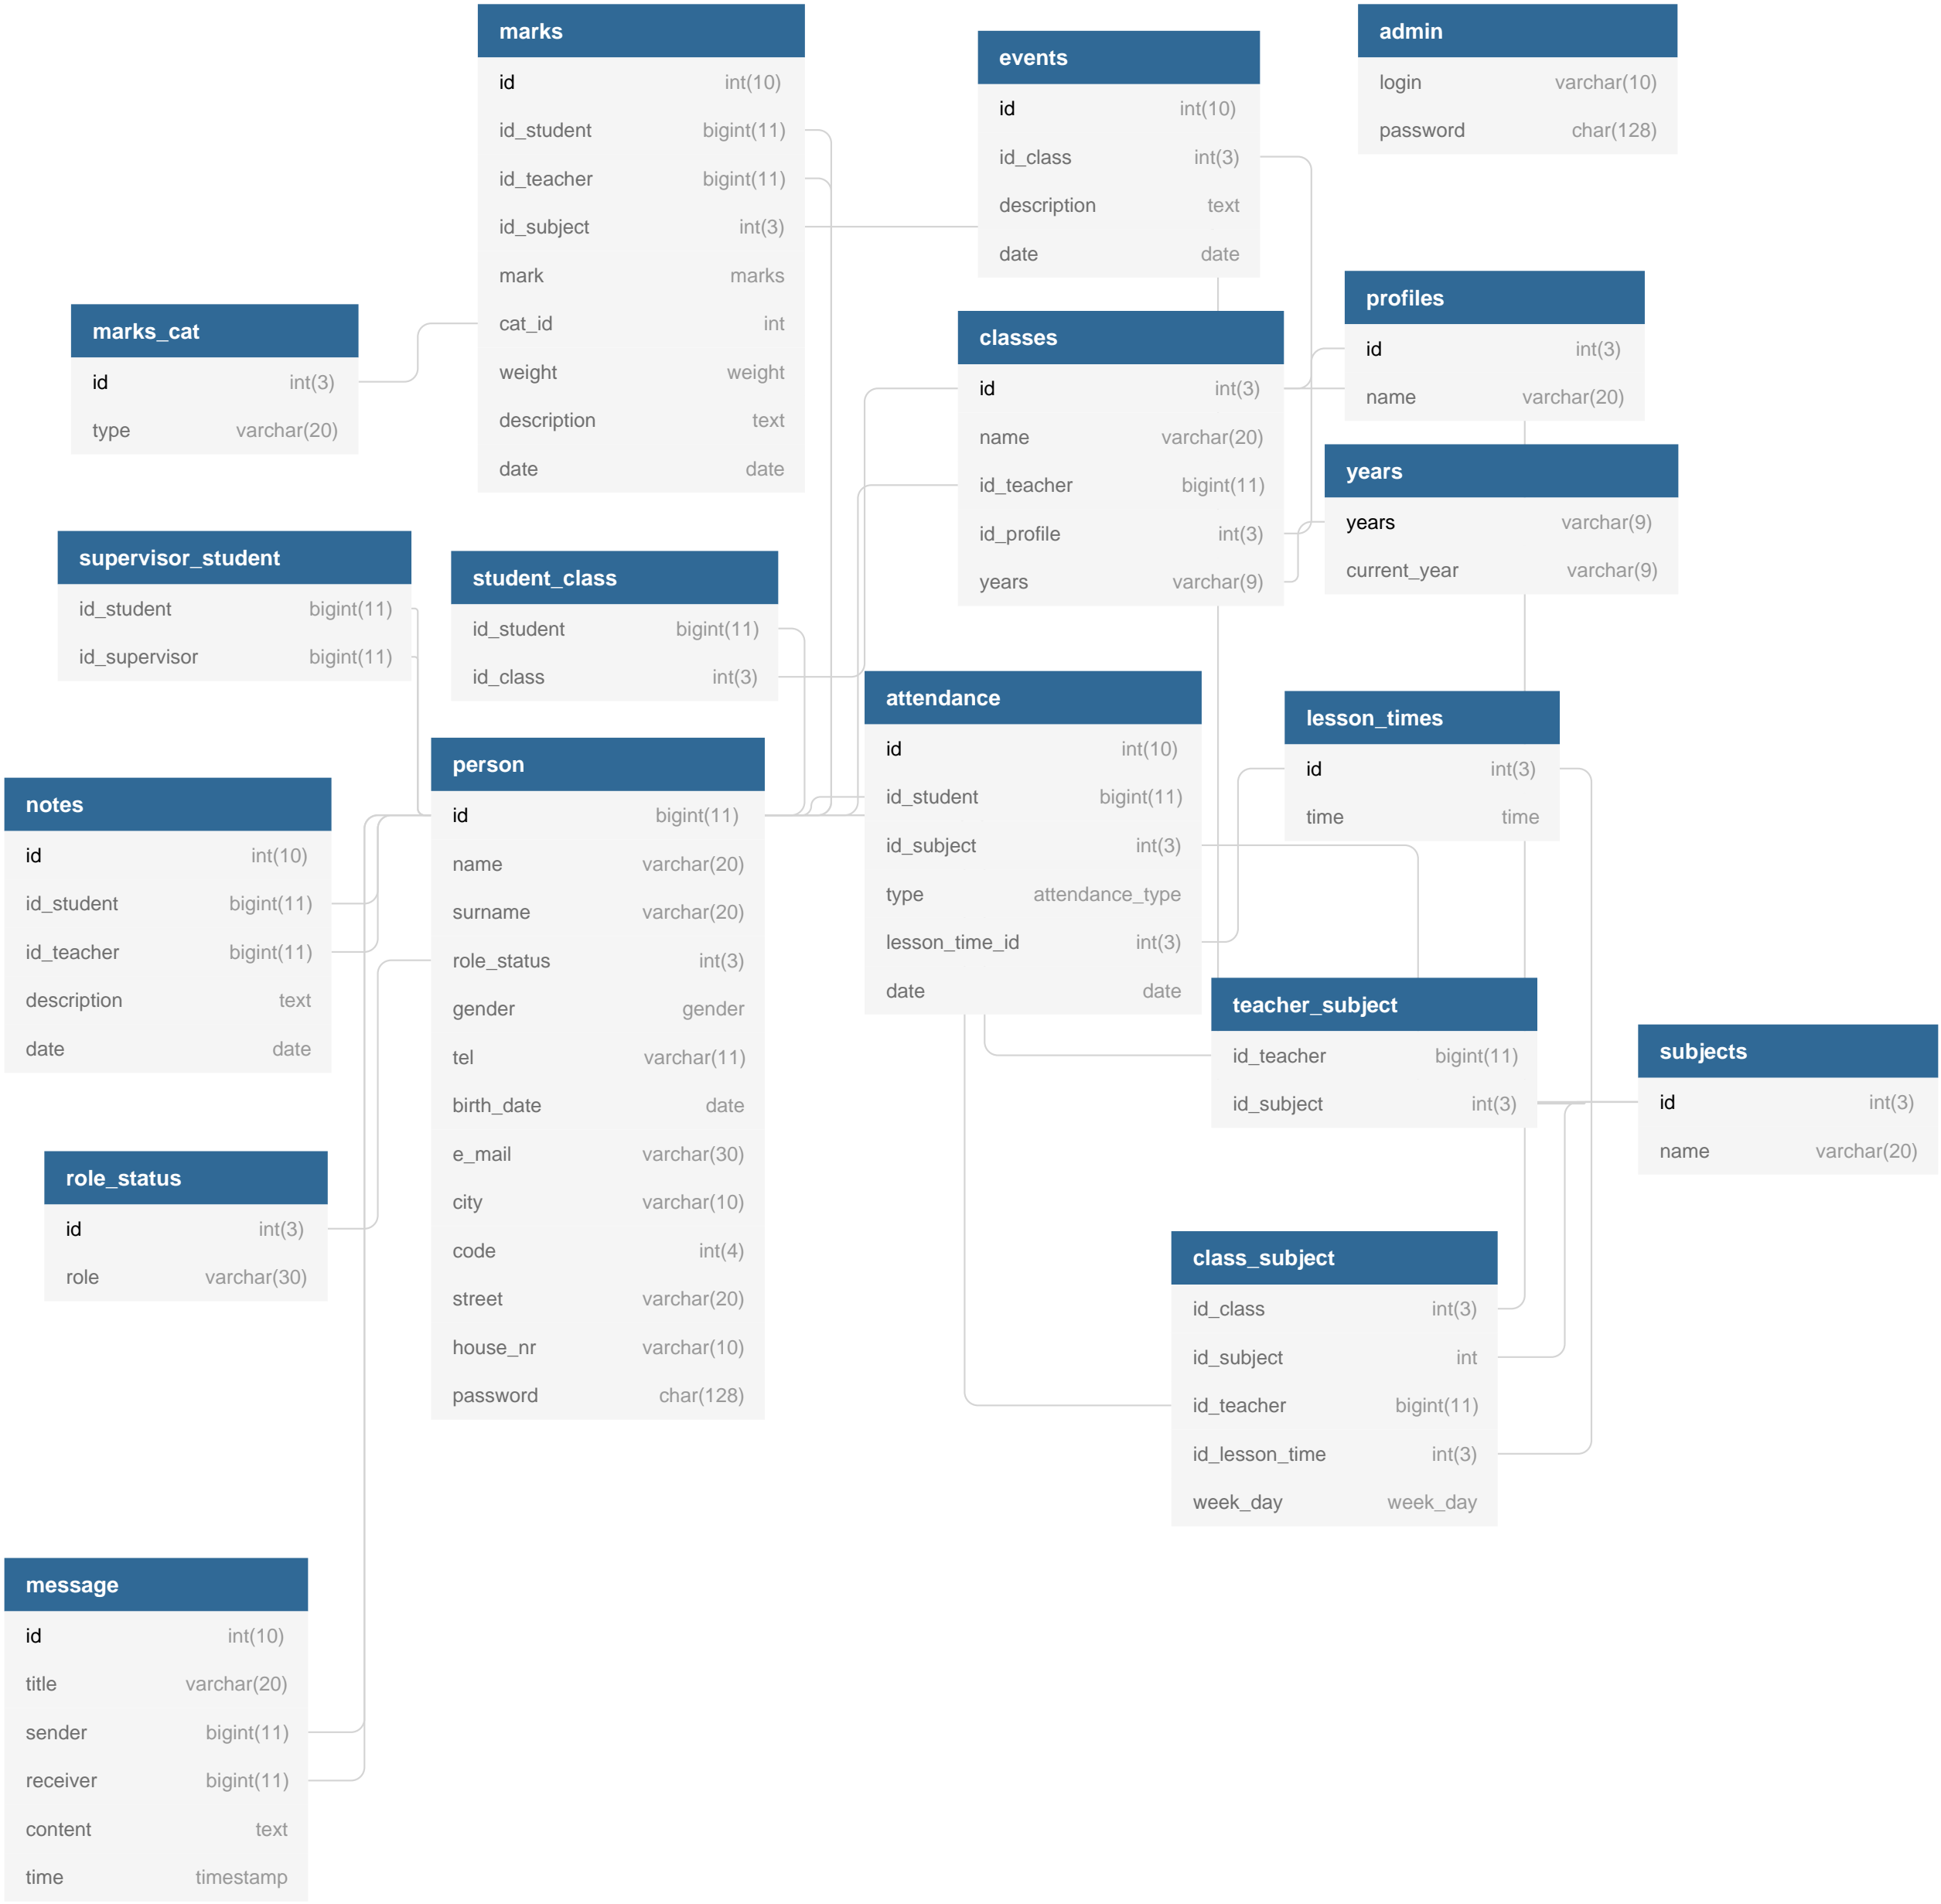 marks
id int(10)
id_student bigint(11)
id_teacher bigint(11)
id_subject int(3)
mark marks
cat_id int
weight weight
description text
date date
events
id int(10)
id_class int(3)
description text
date date
admin
login varchar(10)
password char(128)
profiles
id int(3)
name varchar(20)
marks_cat
id int(3)
type varchar(20)
classes
id int(3)
name varchar(20)
id_teacher bigint(11)
id_profile int(3)
years varchar(9)
years
years varchar(9)
current_year varchar(9)
supervisor_student
id_student bigint(11)
id_supervisor bigint(11)
student_class
id_student bigint(11)
id_class int(3)
attendance
id int(10)
id_student bigint(11)
id_subject int(3)
type attendance_type
lesson_time_id int(3)
date date
lesson_times
id int(3)
time time
person
id bigint(11)
name varchar(20)
surname varchar(20)
role_status int(3)
gender gender
tel varchar(11)
birth_date date
e_mail varchar(30)
city varchar(10)
code int(4)
street varchar(20)
house_nr varchar(10)
password char(128)
notes
id int(10)
id_student bigint(11)
id_teacher bigint(11)
description text
date date
teacher_subject
id_teacher bigint(11)
id_subject int(3)
subjects
id int(3)
name varchar(20)
role_status
id int(3)
role varchar(30)
class_subject
id_class int(3)
id_subject int
id_teacher bigint(11)
id_lesson_time int(3)
week_day week_day
message
id int(10)
title varchar(20)
sender bigint(11)
receiver bigint(11)
content text
time timestamp